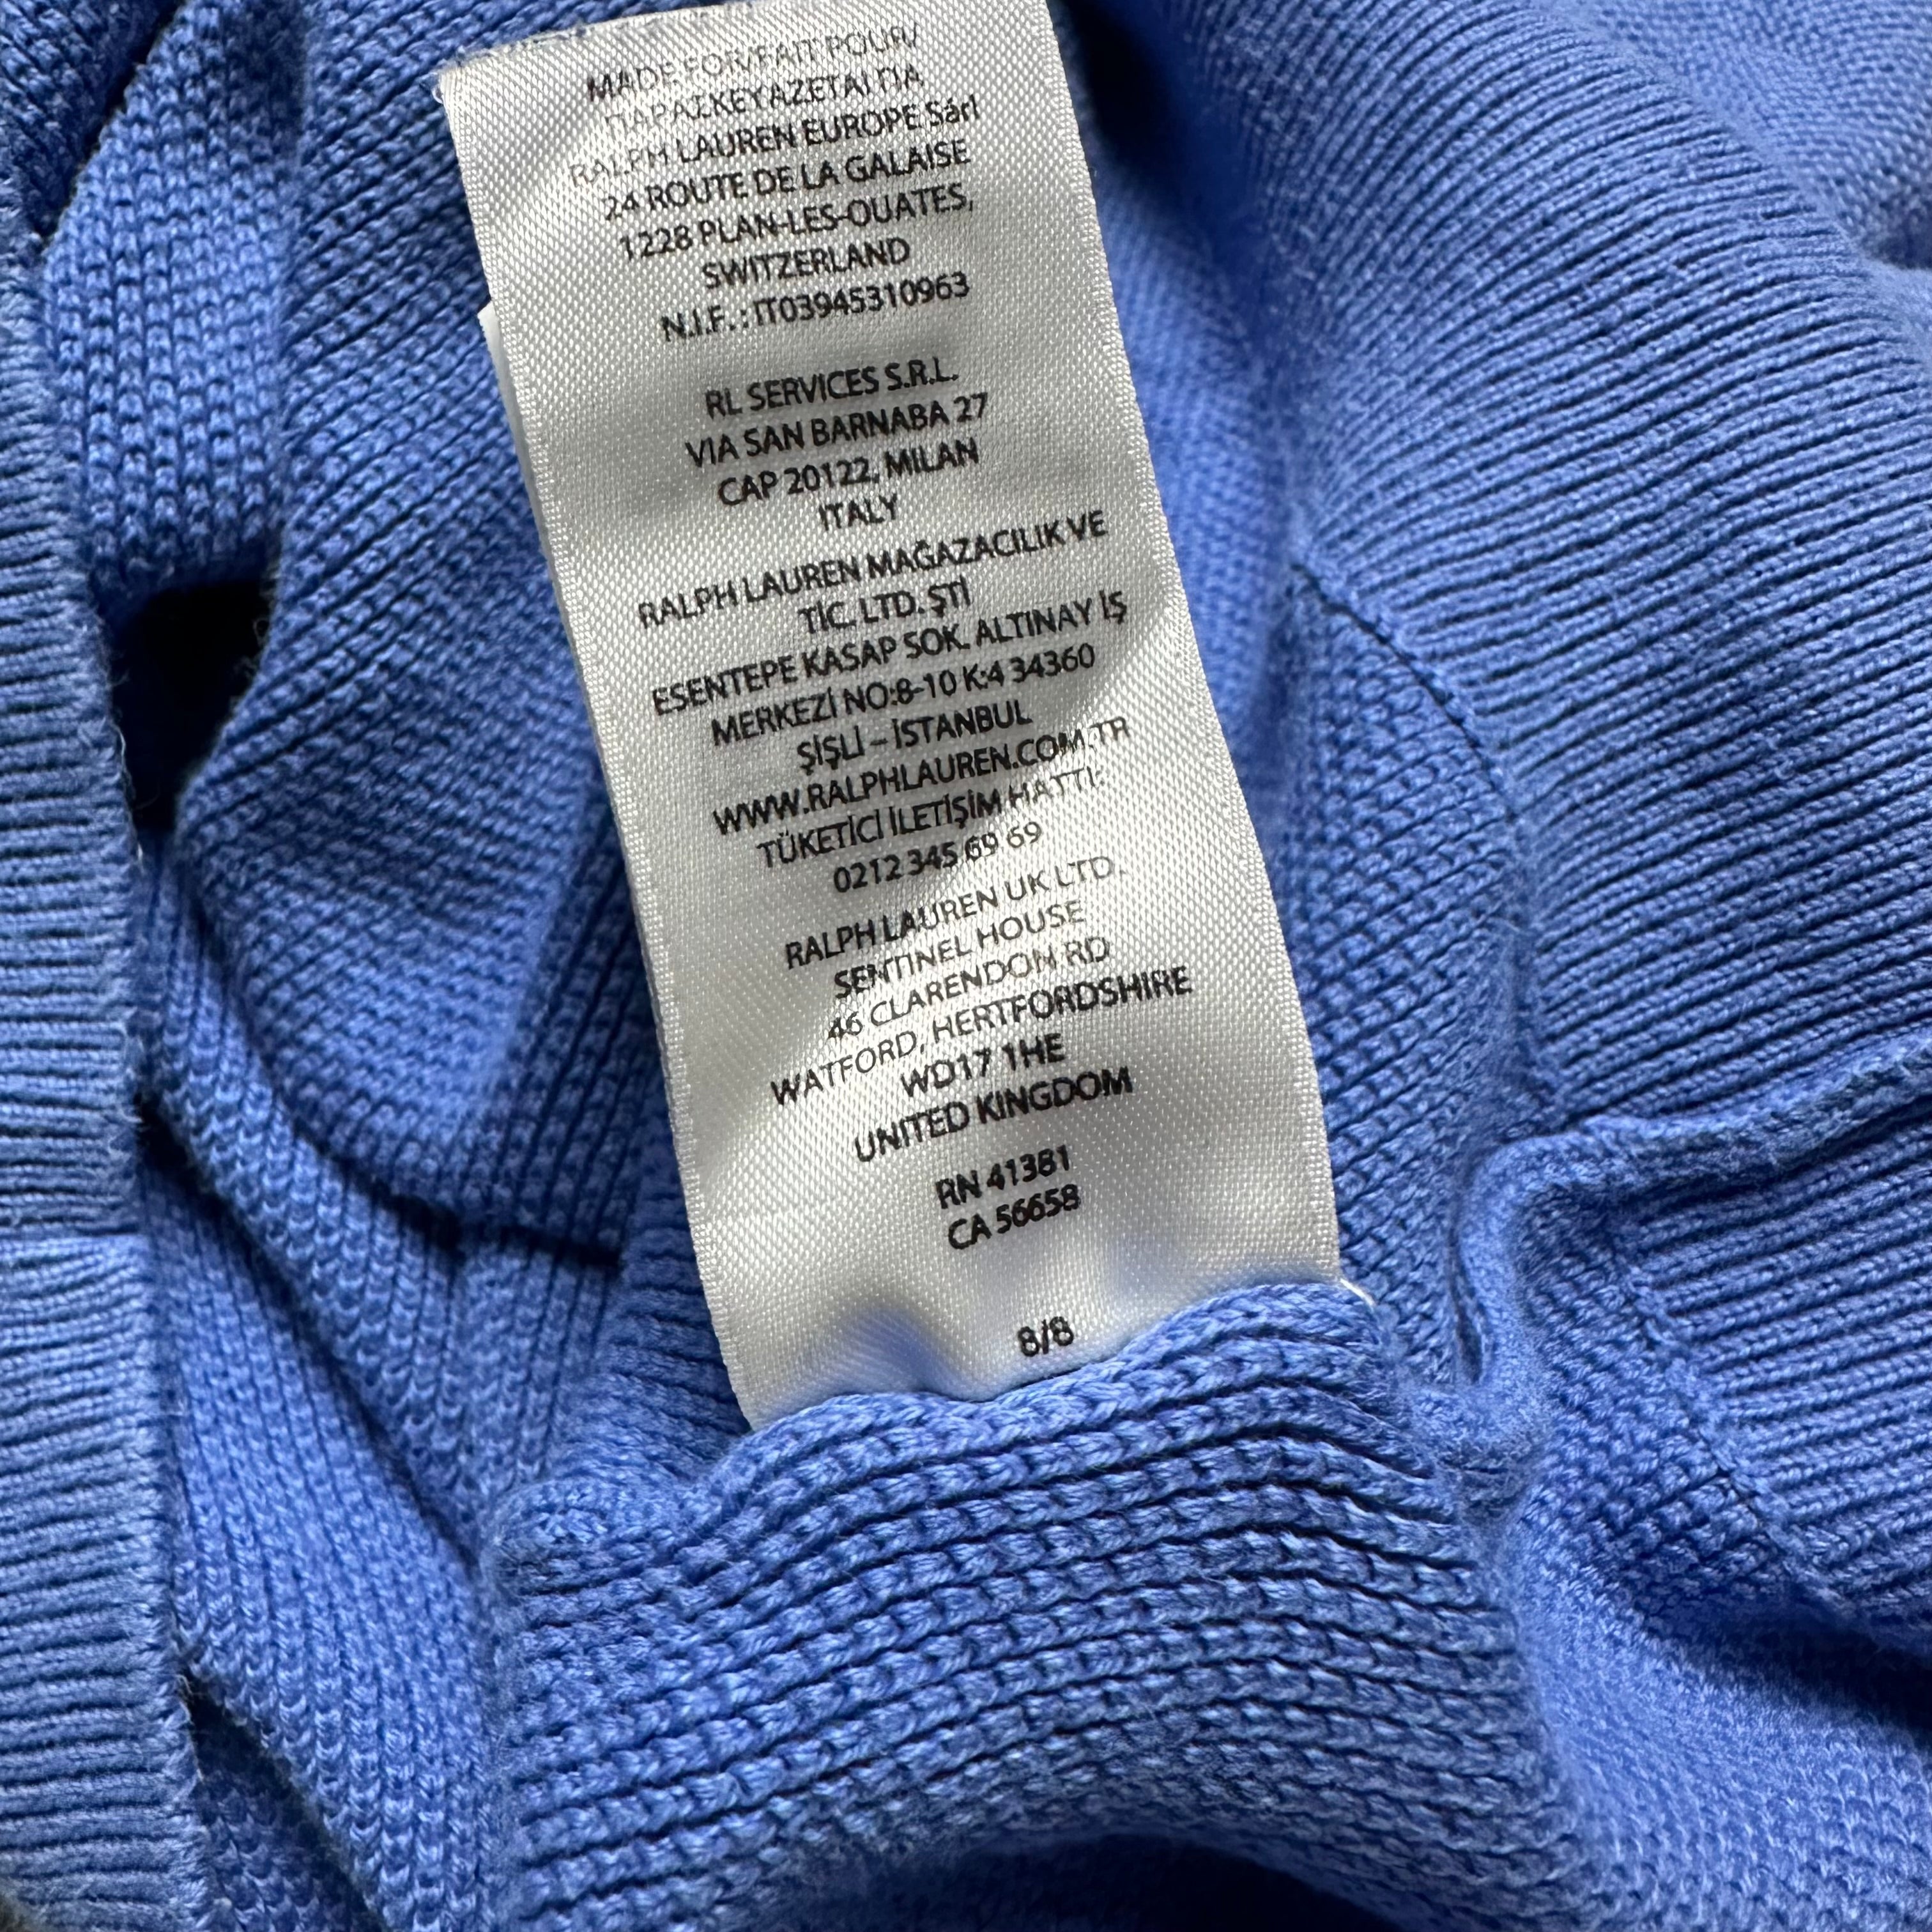 MADE FOR/FAIT POUR/
ΠΑΡΑΣΚΕΥΑΖΕΤΑΙ ΓΙΑ
RALPH LAUREN EUROPE Sárl
24 ROUTE DE LA GALAISE
1228 PLAN-LES-OUATES,
SWITZERLAND
N.I.F. : IT03945310963
RL SERVICES S.R.L.
VIA SAN BARNABA 27
CAP 20122, MILAN
ITALY
RALPH LAUREN MAĞAZACILIK VE
TİC. LTD. ŞTİ
ESENTEPE KASAP SOK. ALTINAY İŞ
MERKEZİ NO:8-10 K:4 34360
ŞİŞLİ – İSTANBUL
WWW.RALPHLAUREN.COM.TR
TÜKETİCİ İLETİŞİM HATTI:
0212 345 69 69
RALPH LAUREN UK LTD.
SENTINEL HOUSE
46 CLARENDON RD
WATFORD, HERTFORDSHIRE
WD17 1HE
UNITED KINGDOM
RN 41381
CA 56658
8/8